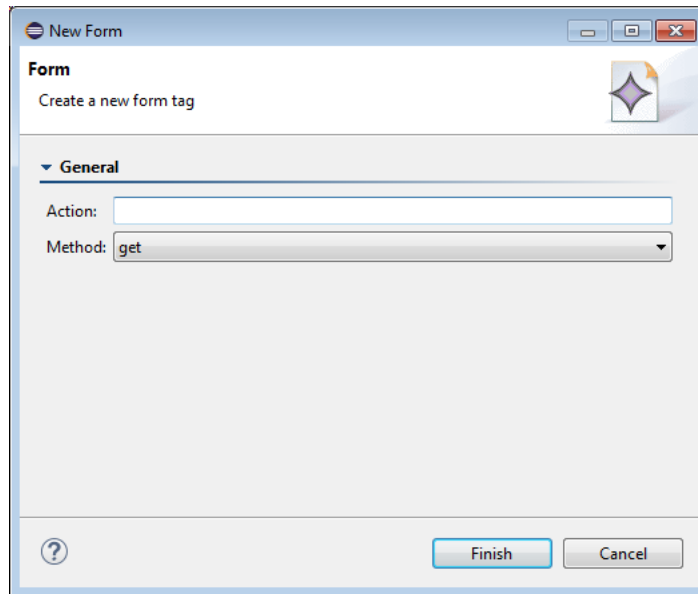 New Form
Form
Create a new form tag
General
Action:
Method: get
?
Finish Cancel